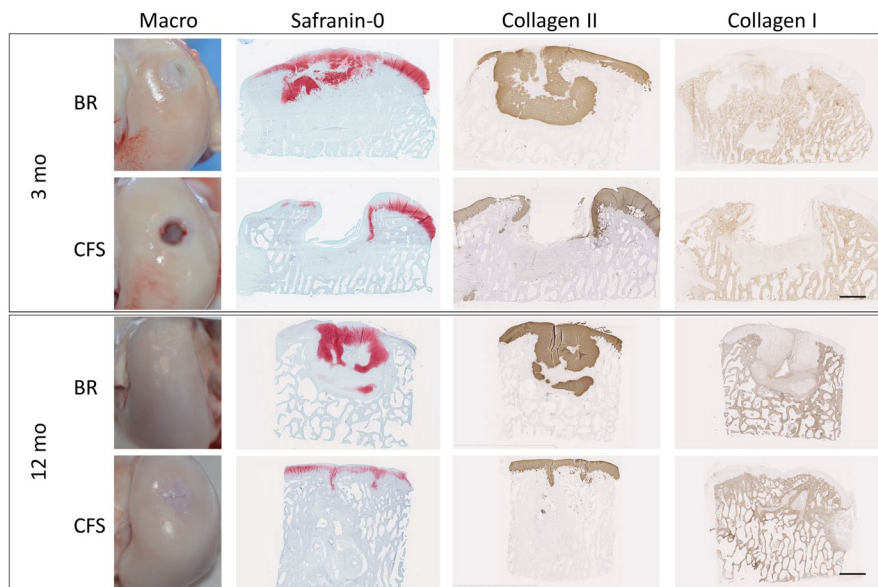 Macro Safranin-0 Collagen II Collagen I
3 mo
BR
CFS
12 mo
BR
CFS